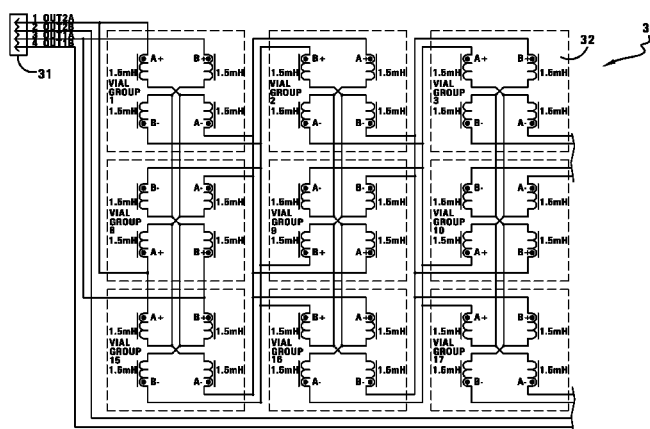 1 OUT2A
2 OUT2B
3 OUT1A
4 OUT1B
31
32
3
A+ B+
1.5mH 1.5mH
VIAL
GROUP
1
1.5mH 1.5mH
B- A-
B+ A+
1.5mH 1.5mH
VIAL
GROUP
2
1.5mH 1.5mH
A- B-
A+ B+
1.5mH 1.5mH
VIAL
GROUP
3
1.5mH 1.5mH
B- A-
B- A-
1.5mH 1.5mH
VIAL
GROUP
8
1.5mH 1.5mH
A+ B+
A- B-
1.5mH 1.5mH
VIAL
GROUP
9
1.5mH 1.5mH
B+ A+
B- A-
1.5mH 1.5mH
VIAL
GROUP
10
1.5mH 1.5mH
A+ B+
A+ B+
1.5mH 1.5mH
VIAL
GROUP
15
1.5mH 1.5mH
B- A-
B+ A+
1.5mH 1.5mH
VIAL
GROUP
16
1.5mH 1.5mH
A- B-
A+ B+
1.5mH 1.5mH
VIAL
GROUP
17
1.5mH 1.5mH
B- A-